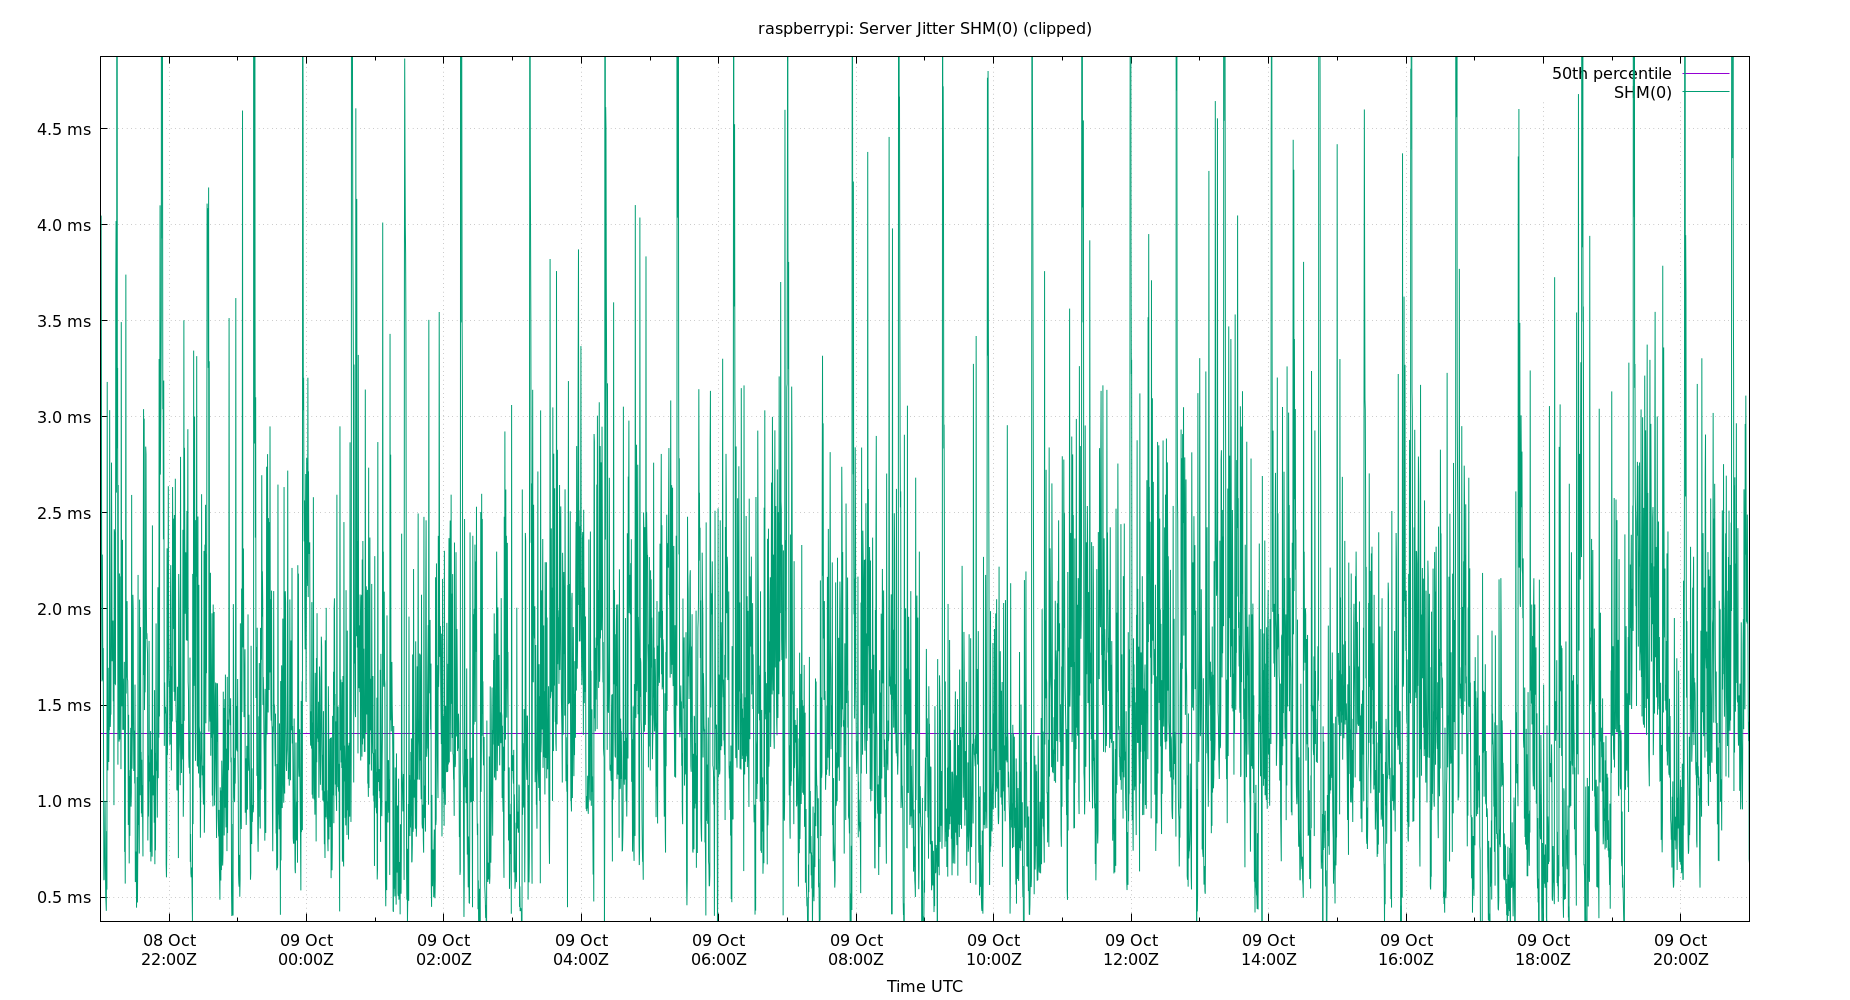 raspberrypi: Server Jitter SHM(0) (clipped)
50th percentile
SHM(0)
4.5 ms
4.0 ms
3.5 ms
3.0 ms
2.5 ms
2.0 ms
1.5 ms
1.0 ms
0.5 ms
08 Oct 09 Oct 09 Oct 09 Oct 09 Oct 09 Oct 09 Oct 09 Oct 09 Oct 09 Oct 09 Oct 09 Oct
22:00Z 00:00Z 02:00Z 04:00Z 06:00Z 08:00Z 10:00Z 12:00Z 14:00Z 16:00Z 18:00Z 20:00Z
Time UTC